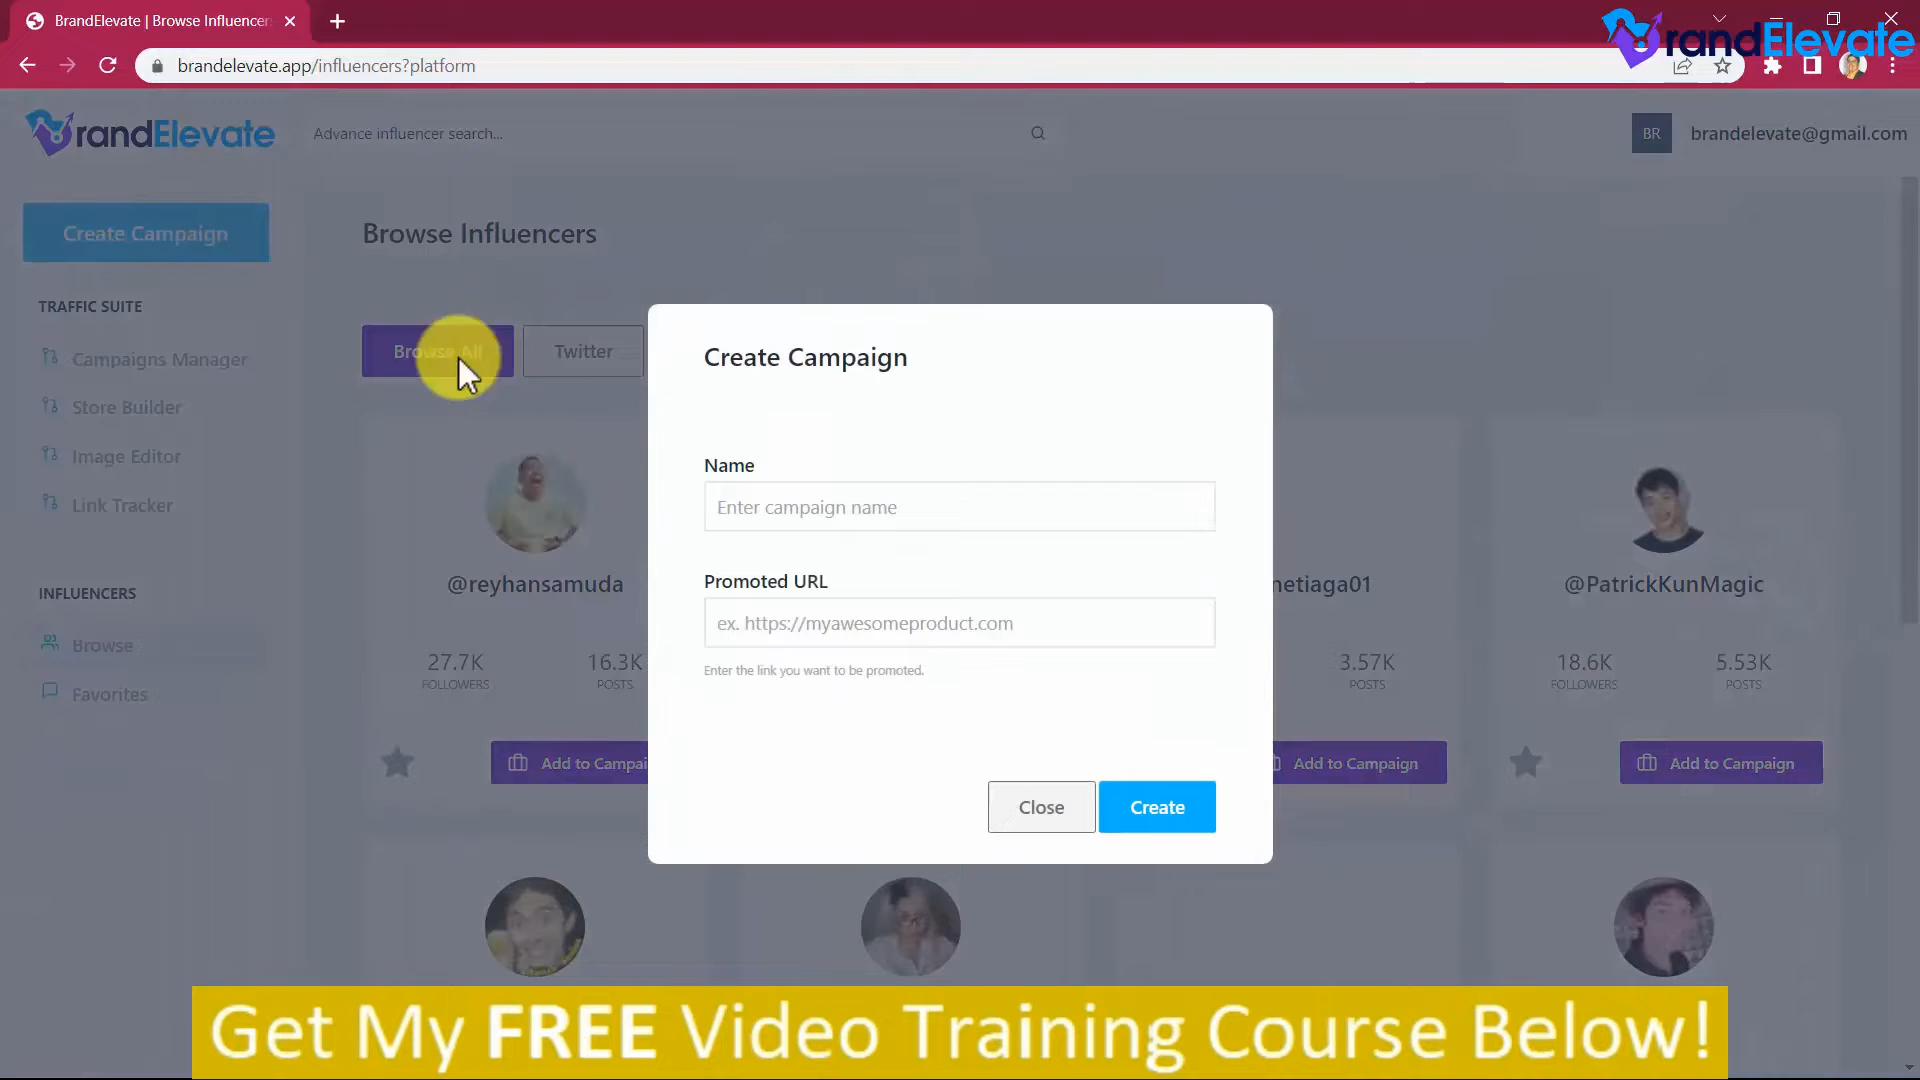 BrandElevate | Browse Influencer
brandelevate.app/influencers?platform
BrandElevate
BrandElevate
Advance influencer search...
BR
brandelevate@gmail.com
Create Campaign
TRAFFIC SUITE
Campaigns Manager
Store Builder
Image Editor
Link Tracker
INFLUENCERS
Browse
Favorites
Browse Influencers
Browse All
Twitter
@reyhansamuda
27.7K
16.3K
FOLLOWERS
POSTS
Add to Campai
Create Campaign
Name
Enter campaign name
Promoted URL
ex. https://myawesomeproduct.com
Enter the link you want to be promoted.
Close
Create
netiaga01
3.57K
POSTS
Add to Campaign
@PatrickKunMagic
18.6K
5.53K
FOLLOWERS
POSTS
Add to Campaign
Get My FREE Video Training Course Below!